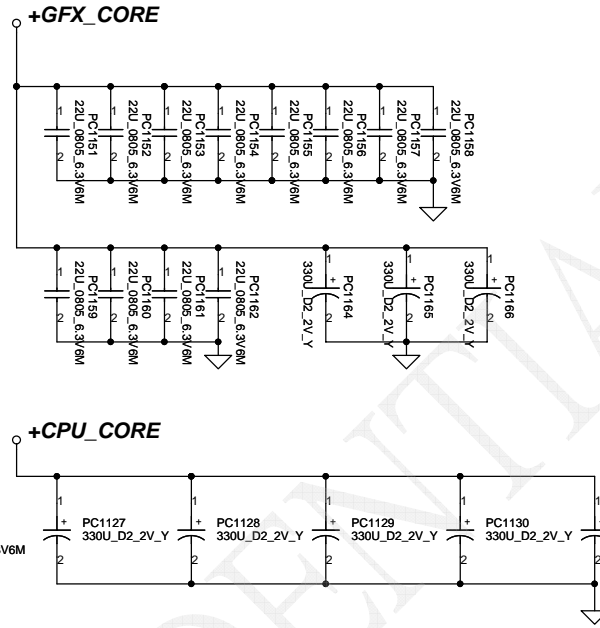 +GFX_CORE
1
2
PC1151
22U_0805_6.3V6M
1
2
PC1152
22U_0805_6.3V6M
1
2
PC1153
22U_0805_6.3V6M
1
2
PC1154
22U_0805_6.3V6M
1
2
PC1155
22U_0805_6.3V6M
1
2
PC1156
22U_0805_6.3V6M
1
2
PC1157
22U_0805_6.3V6M
1
2
PC1158
22U_0805_6.3V6M
1
2
PC1159
22U_0805_6.3V6M
1
2
PC1160
22U_0805_6.3V6M
1
2
PC1161
22U_0805_6.3V6M
1
2
PC1162
22U_0805_6.3V6M
1
+
2
PC1164
330U_D2_2V_Y
1
+
2
PC1165
330U_D2_2V_Y
1
+
2
PC1166
330U_D2_2V_Y
+CPU_CORE
V6M
1
+
2
PC1127
330U_D2_2V_Y
1
+
2
PC1128
330U_D2_2V_Y
1
+
2
PC1129
330U_D2_2V_Y
1
+
2
PC1130
330U_D2_2V_Y
1
+
2
DENTIA